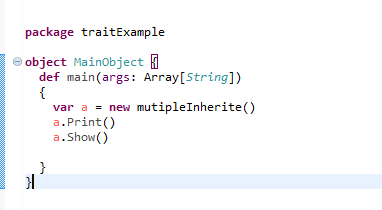 package traitExample
object MainObject {
def main(args: Array[String])
{
var a = new mutipleInherite()
a.Print()
a.Show()
}
}